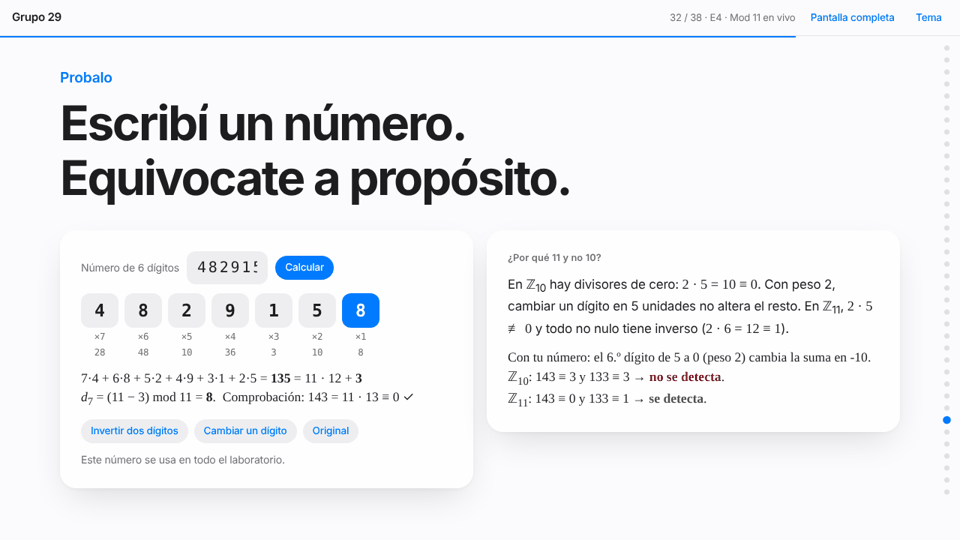 Grupo 29
32 / 38 · E4 · Mod 11 en vivo Pantalla completa Tema
Probalo
Escribí un número.
Equivocate a propósito.
Número de 6 dígitos 482915 Calcular
4 8 2 9 1 5 8
×7 ×6 ×5 ×4 ×3 ×2 ×1
28 48 10 36 3 10 8
7·4 + 6·8 + 5·2 + 4·9 + 3·1 + 2·5 = 135 = 11 · 12 + 3
d₇ = (11 − 3) mod 11 = 8. Comprobación: 143 = 11 · 13 ≡ 0 ✓
Invertir dos dígitos Cambiar un dígito Original
Este número se usa en todo el laboratorio.
¿Por qué 11 y no 10?
En ℤ₁₀ hay divisores de cero: 2 · 5 = 10 ≡ 0. Con peso 2,
cambiar un dígito en 5 unidades no altera el resto. En ℤ₁₁, 2 · 5
≢ 0 y todo no nulo tiene inverso (2 · 6 = 12 ≡ 1).
Con tu número: el 6.º dígito de 5 a 0 (peso 2) cambia la suma en -10.
ℤ₁₀: 143 ≡ 3 y 133 ≡ 3 → no se detecta.
ℤ₁₁: 143 ≡ 0 y 133 ≡ 1 → se detecta.